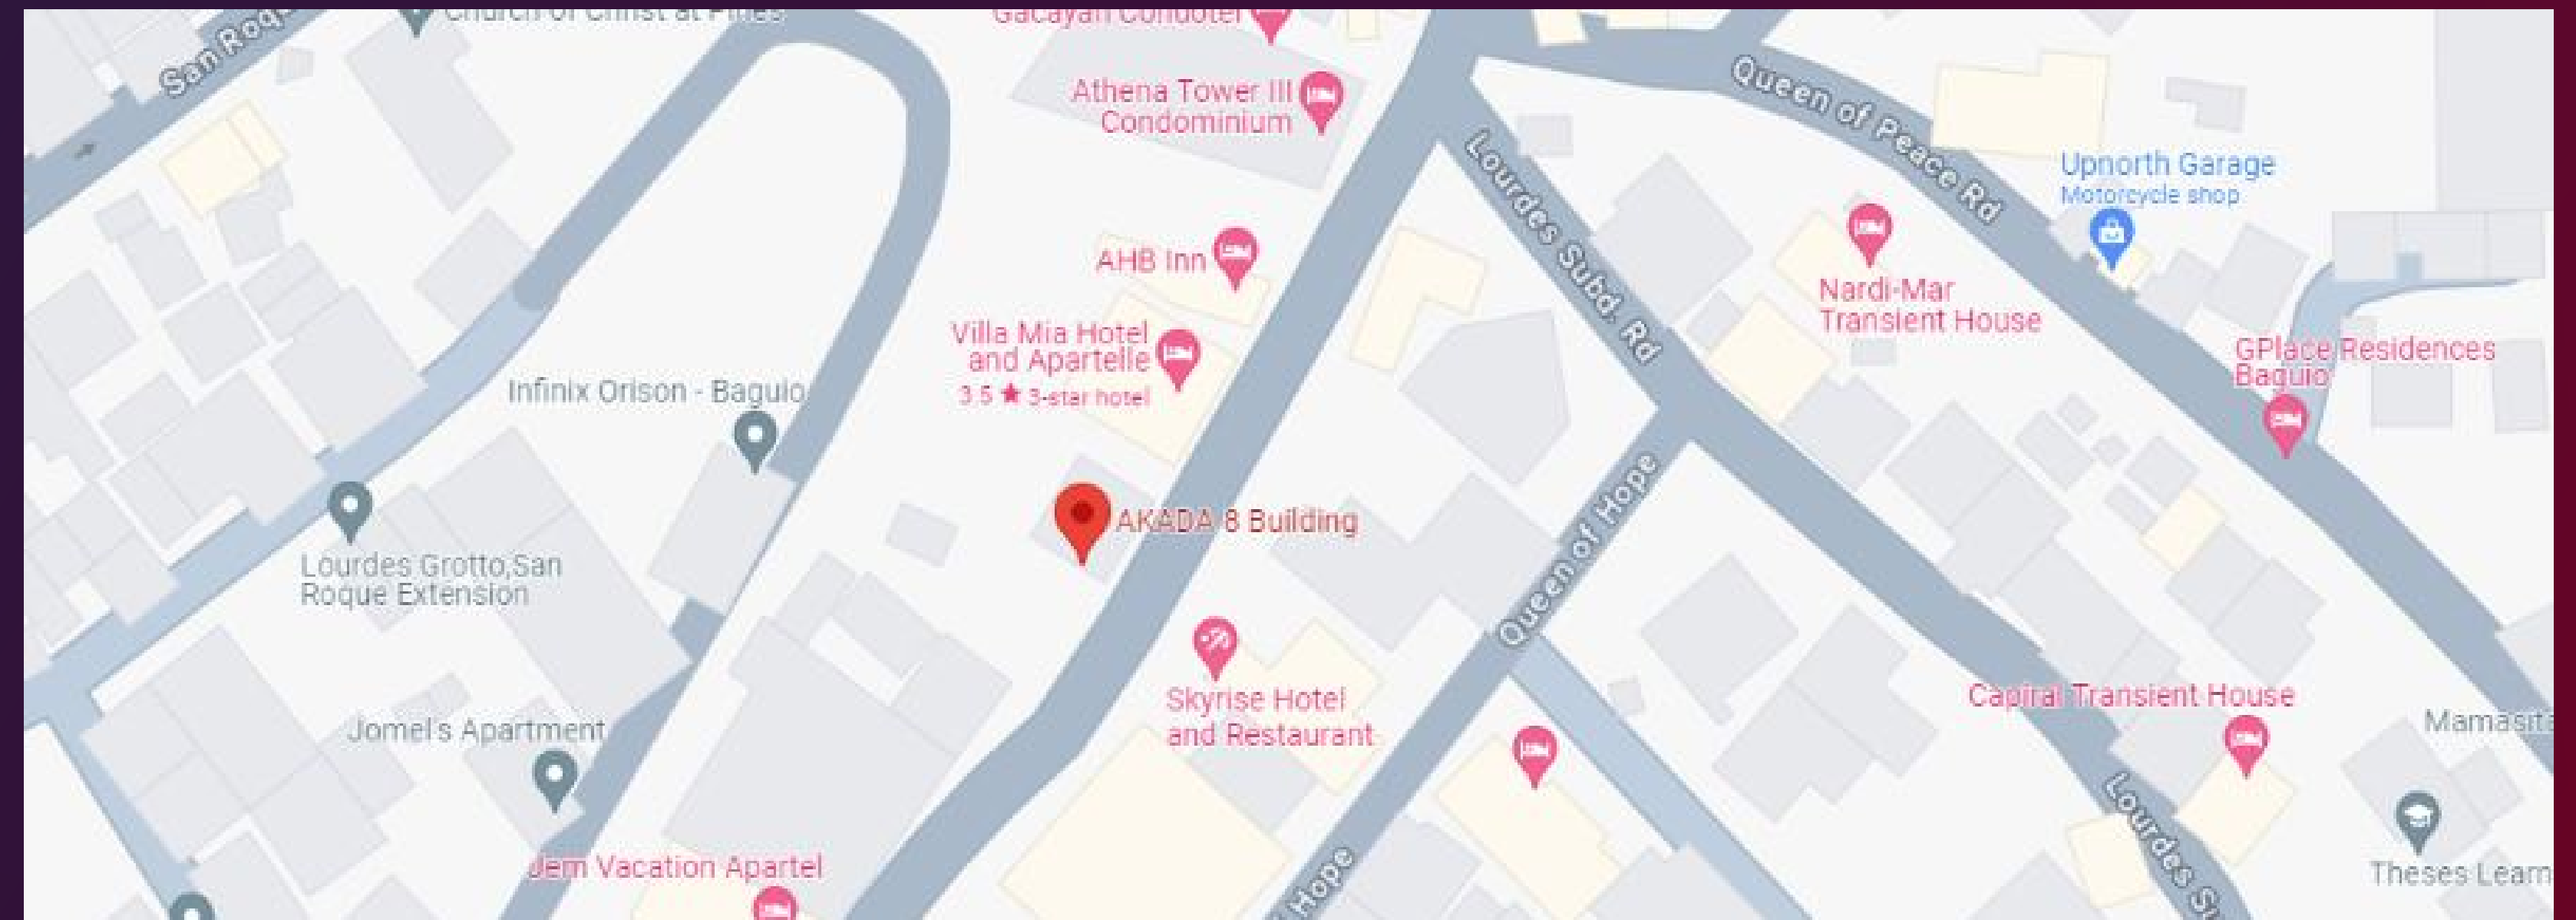 Church of Christ at Pines
Gacayan Condotel
San Roq
Queen of Peace Rd
Athena Tower III
Condominium
Lourdes Subd. Rd
Upnorth Garage
Motorcycle shop
AHB Inn
Nardi-Mar
Transient House
Villa Mia Hotel
and Apartelle
3.5 ★ 3-star hotel
GPlace Residences
Baguio
Infinix Orison - Baguio
AKADA 8 Building
Queen of Hope
Lourdes Grotto,San
Roque Extension
Skyrise Hotel
and Restaurant
Capiral Transient House
Jomel's Apartment
Mamasita
Lourdes Su
Jem Vacation Apartel
Theses Learn
Hope